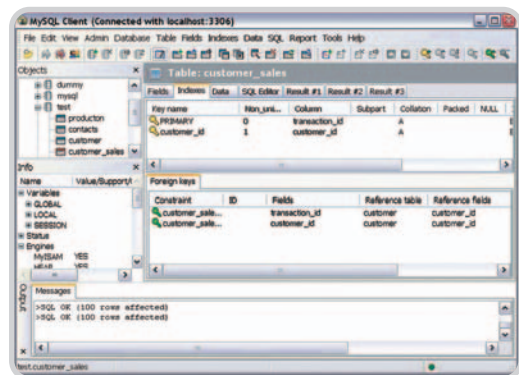 MySQL Client (Connected with localhost:3306)
File Edit View Admin Database Table Fields Indexes Data SQL Report Tools Help
Objects
dummy
mysql
test
producton
contacts
customer
customer_sales
Table: customer_sales
Fields Indexes Data SQL Editor Result #1 Result #2 Result #3
Key name Non_uni... Column Subpart Collation Packed NULL
PRIMARY 0 transaction_id A
customer_id 1 customer_id A
Info
Name Value/Support/
Variables
GLOBAL
LOCAL
SESSION
Status
Engines
MyISAM YES
Foreign keys
Constraint ID Fields Reference table Reference fields
customer_sale... transaction_id customer customer_id
customer_sale... customer_id customer customer_id
Output
Messages
>SQL OK (100 rows affected)
>SQL OK (100 rows affected)
test.customer_sales